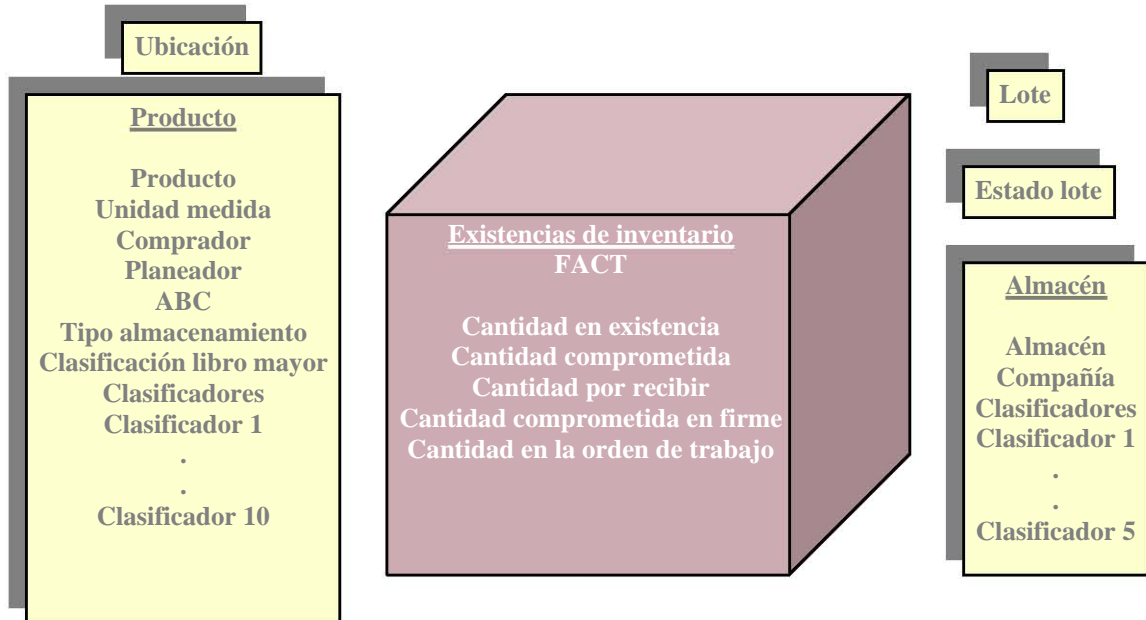 Ubicación
Producto
Producto
Unidad medida
Comprador
Planeador
ABC
Tipo almacenamiento
Clasificación libro mayor
Clasificadores
Clasificador 1
.
.
Clasificador 10
Existencias de inventario
FACT
Cantidad en existencia
Cantidad comprometida
Cantidad por recibir
Cantidad comprometida en firme
Cantidad en la orden de trabajo
Lote
Estado lote
Almacén
Almacén
Compañía
Clasificadores
Clasificador 1
.
.
Clasificador 5